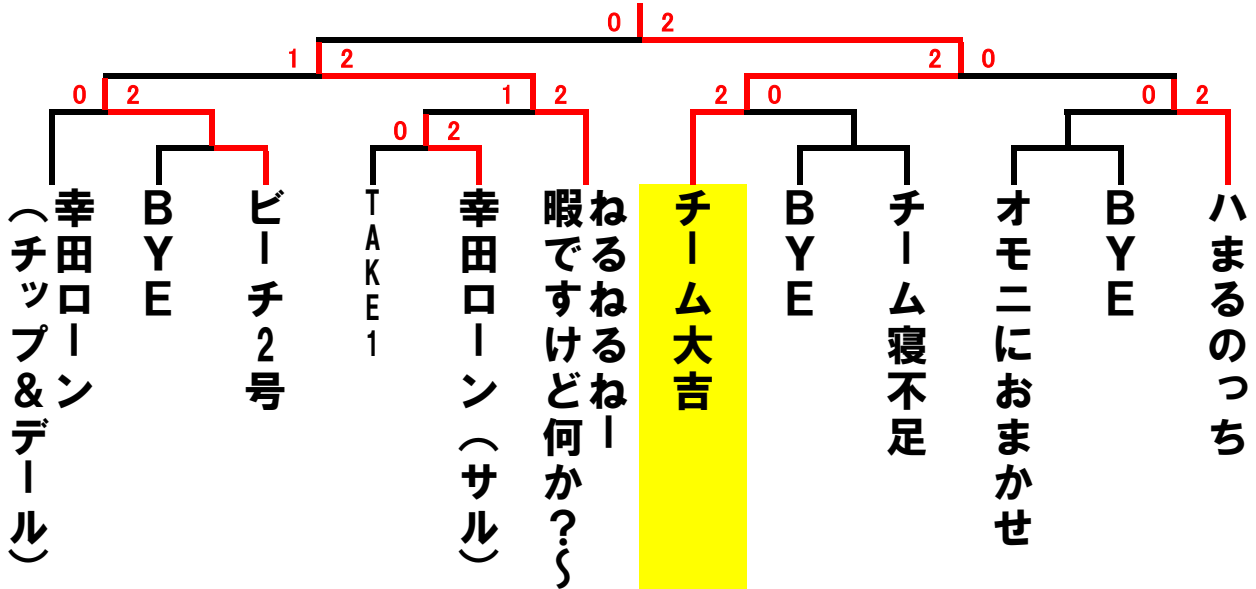 0 2
1 2
2 0
0 2
1 2
2 0
0 2
0 2
幸田ローン
（チップ＆デール）
BYE
ビーチ2号
TAKE1
幸田ローン（サル）
ねるねるねー
暇ですけど何か？～
チーム大吉
BYE
チーム寝不足
オモニにおまかせ
BYE
ハまるのっち